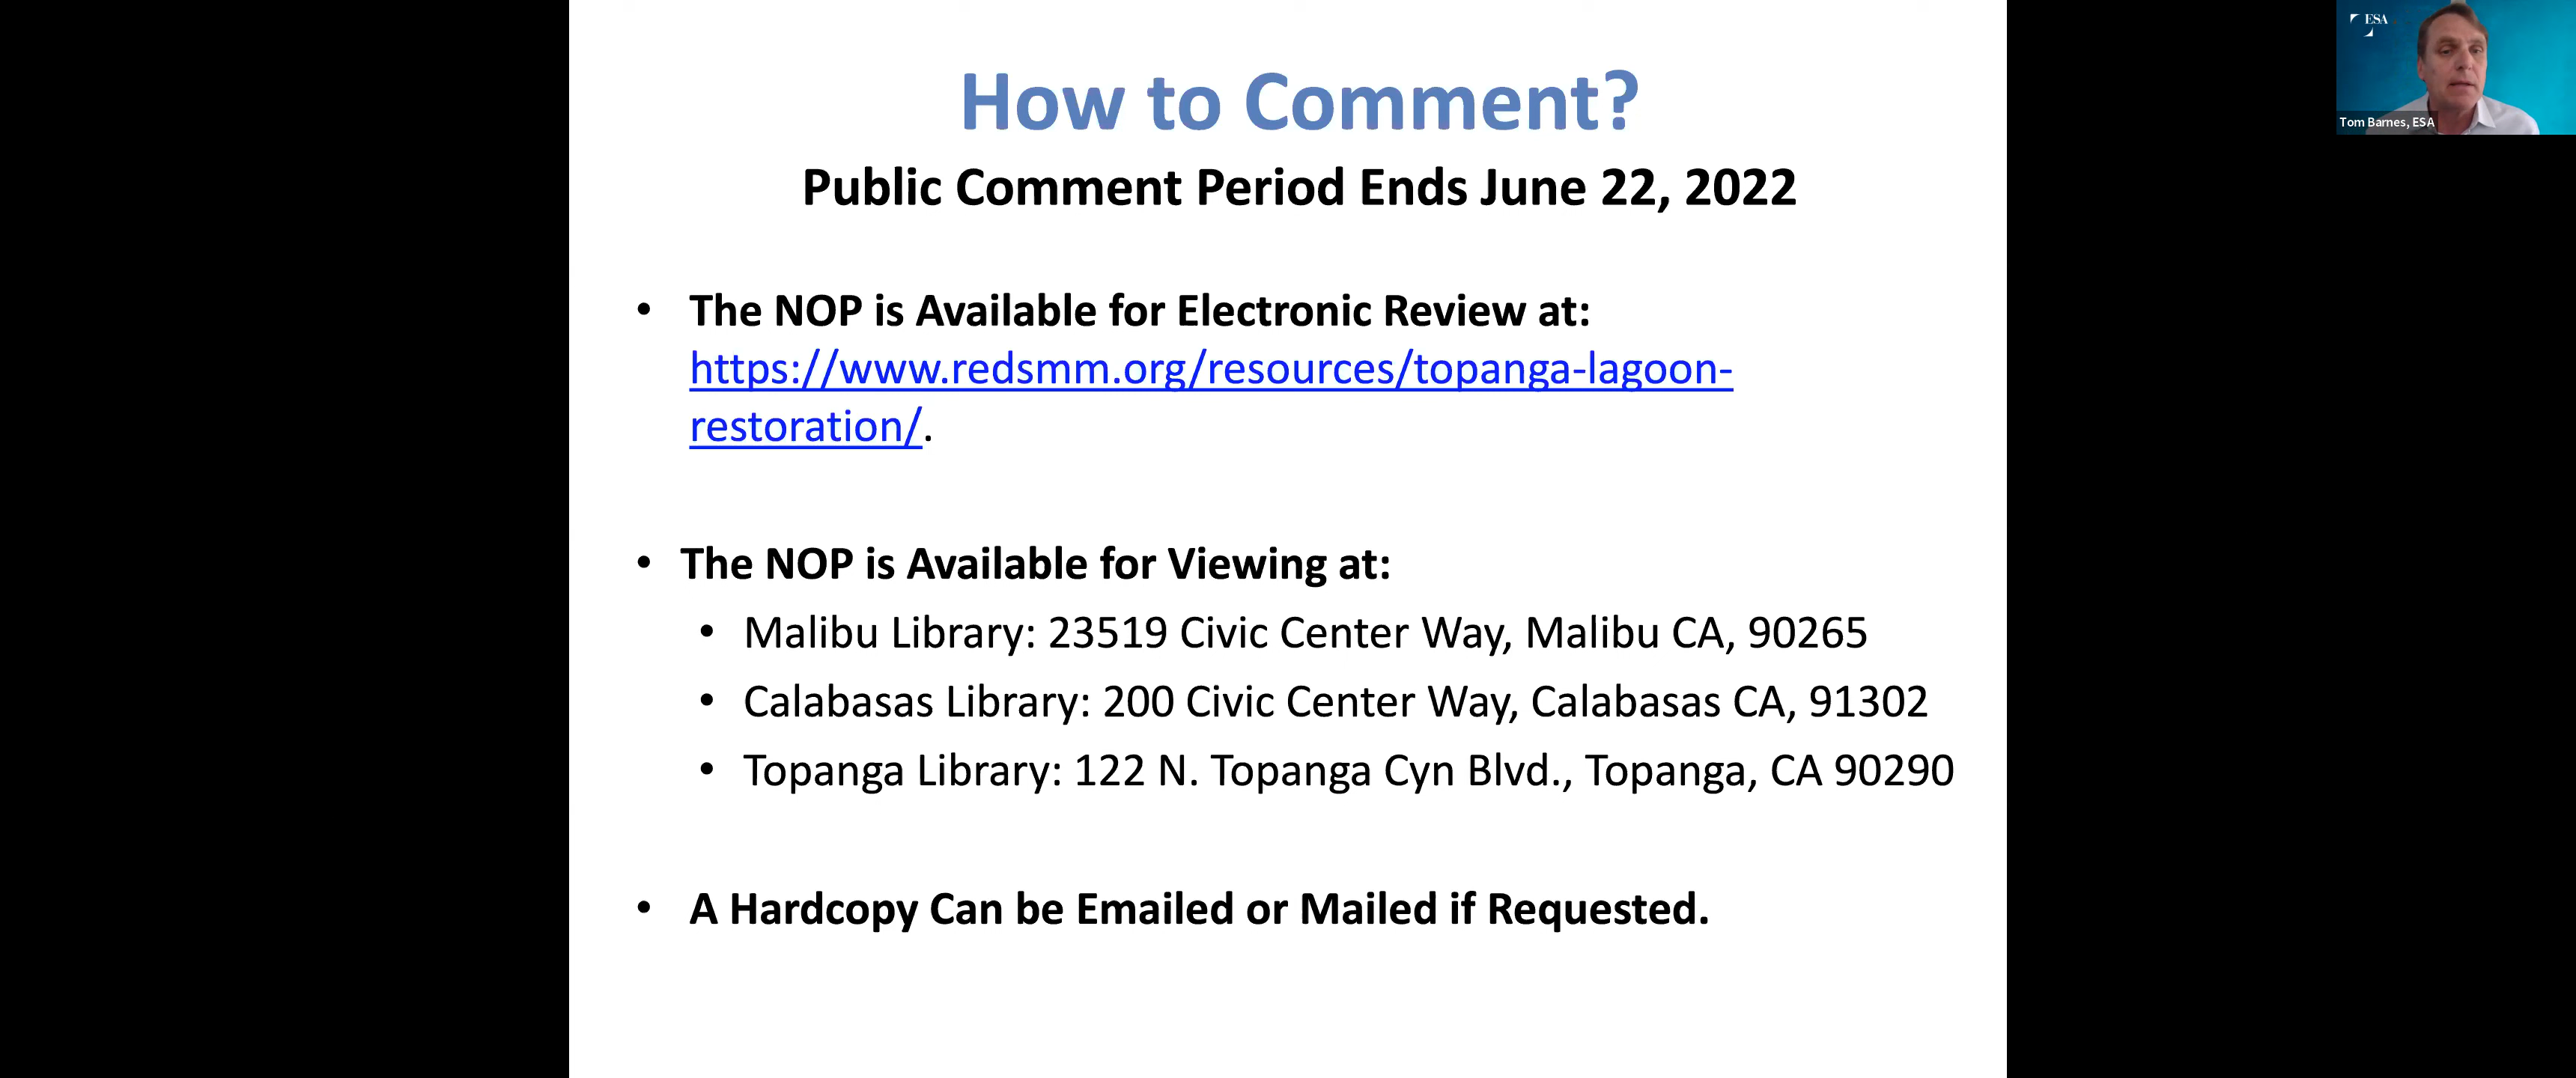 How to Comment?
Public Comment Period Ends June 22, 2022
• The NOP is Available for Electronic Review at:
https://www.redsmm.org/resources/topanga-lagoon-
restoration/.
• The NOP is Available for Viewing at:
• Malibu Library: 23519 Civic Center Way, Malibu CA, 90265
• Calabasas Library: 200 Civic Center Way, Calabasas CA, 91302
• Topanga Library: 122 N. Topanga Cyn Blvd., Topanga, CA 90290
• A Hardcopy Can be Emailed or Mailed if Requested.
ESA
Tom Barnes, ESA